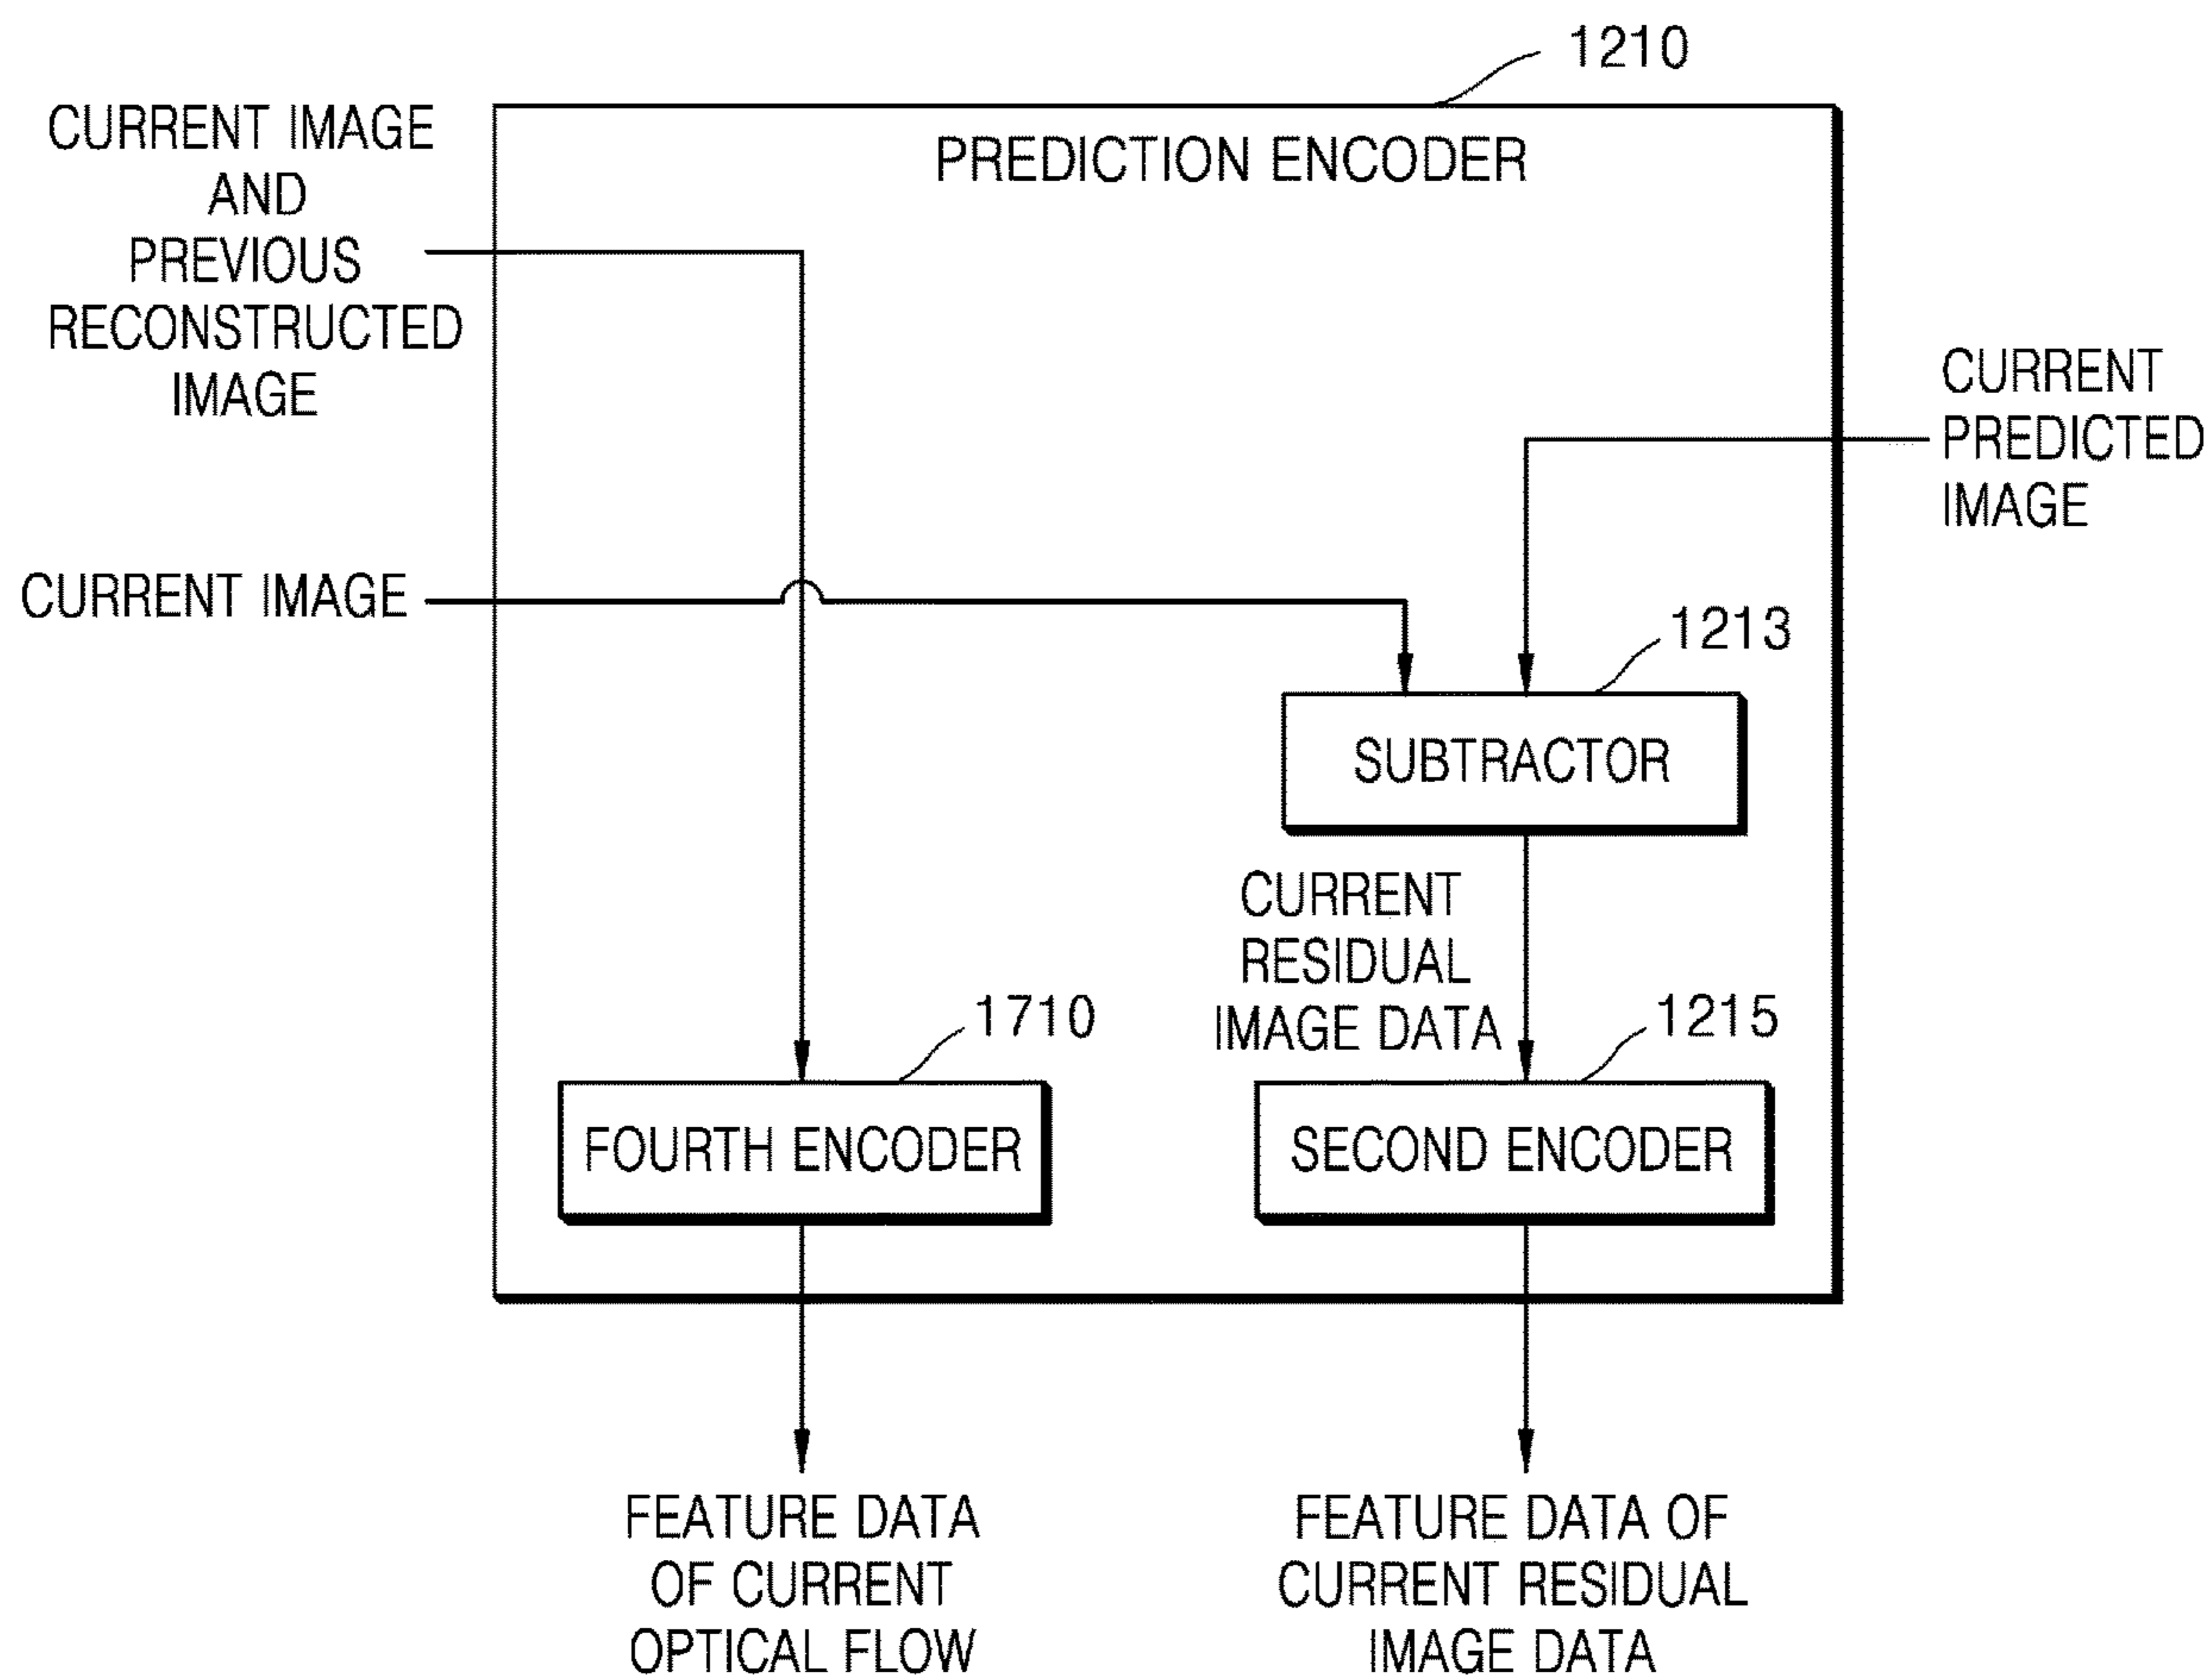 1210
PREDICTION ENCODER
CURRENT IMAGE
AND
PREVIOUS
RECONSTRUCTED
IMAGE
CURRENT
PREDICTED
IMAGE
CURRENT IMAGE
1213
SUBTRACTOR
CURRENT
RESIDUAL
IMAGE DATA
1710
1215
FOURTH ENCODER
SECOND ENCODER
FEATURE DATA
OF CURRENT
OPTICAL FLOW
FEATURE DATA OF
CURRENT RESIDUAL
IMAGE DATA